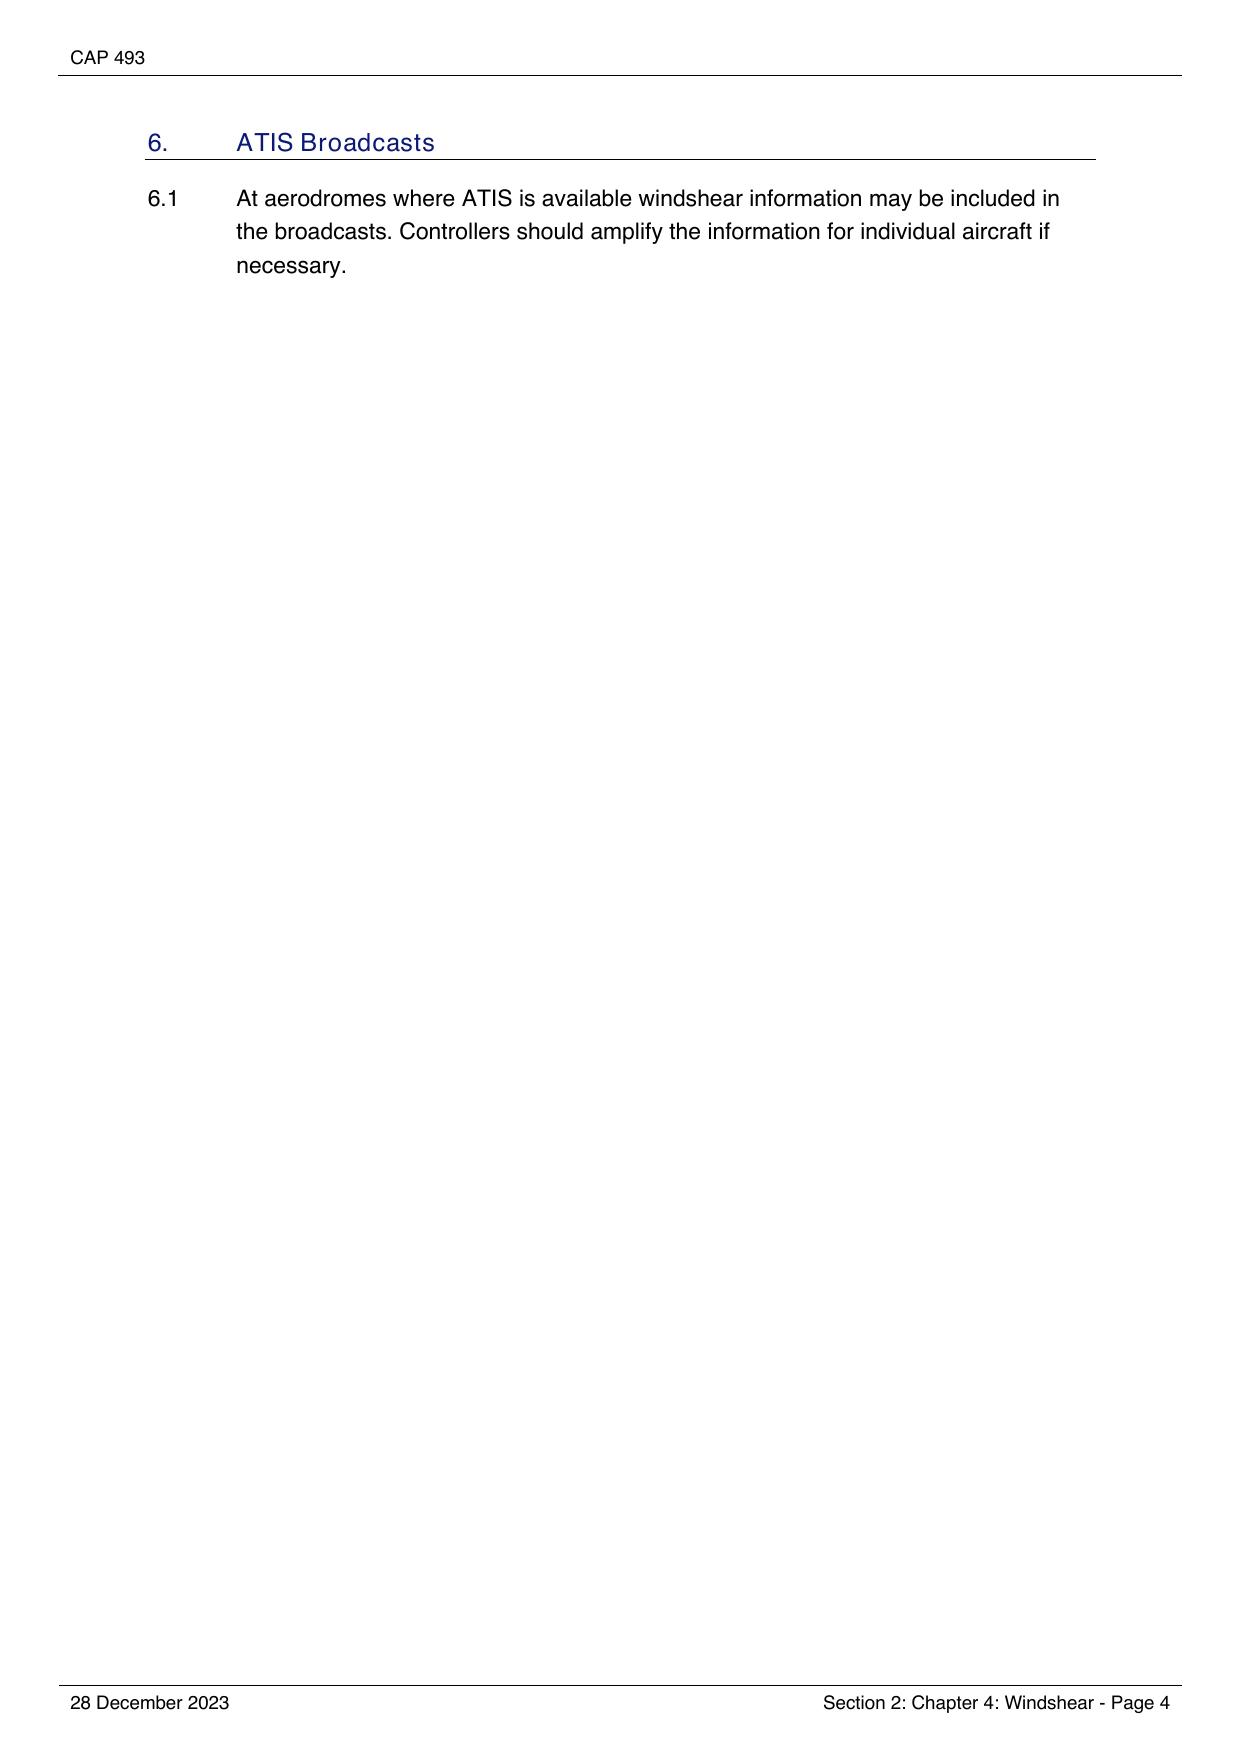 CAP 493
6. ATIS Broadcasts
6.1 At aerodromes where ATIS is available windshear information may be included in
the broadcasts. Controllers should amplify the information for individual aircraft if
necessary.
28 December 2023 Section 2: Chapter 4: Windshear - Page 4